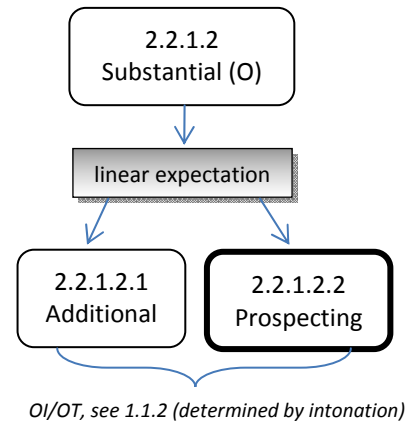 2.2.1.2
Substantial (O)
linear expectation
2.2.1.2.1
Additional
2.2.1.2.2
Prospecting
OI/OT, see 1.1.2 (determined by intonation)